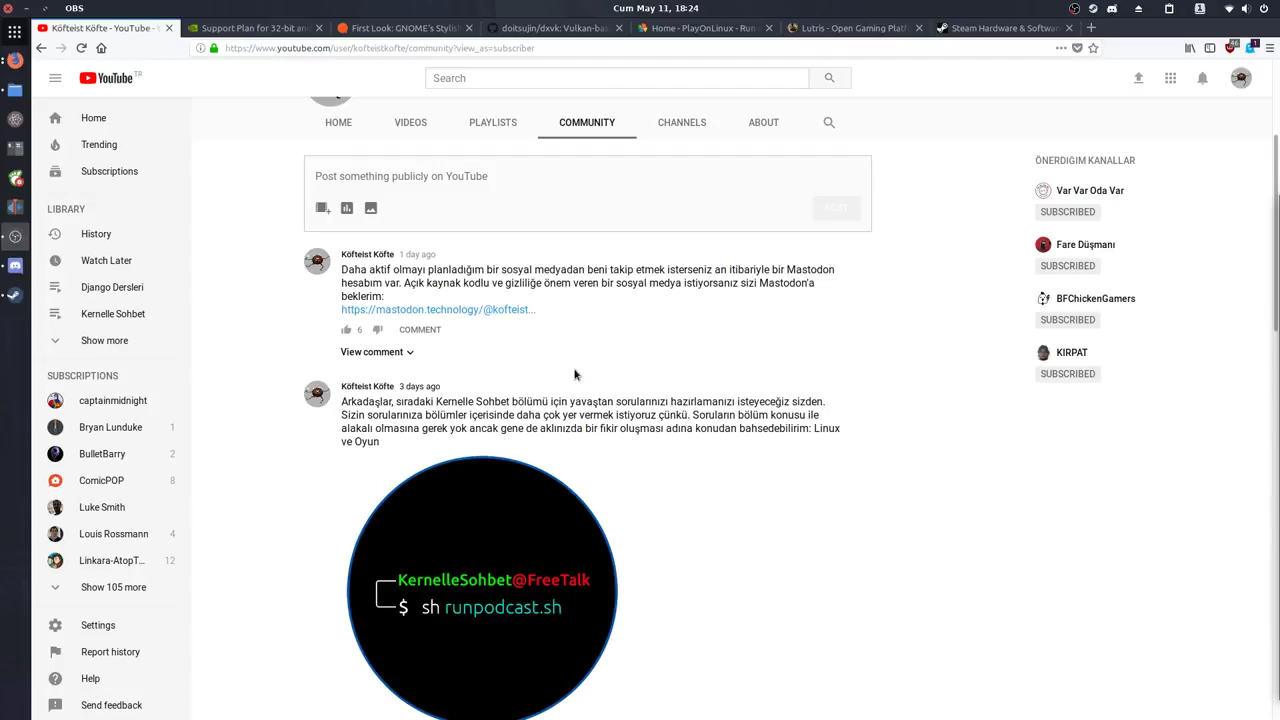 OBS
Cum May 11, 18:24
Köfteist Köfte - YouTube - Y
Support Plan for 32-bit an
First Look: GNOME's Stylish
doitsujin/dxvk: Vulkan-bas
Home - PlayOnLinux - Run
Lutris - Open Gaming Platf
Steam Hardware & Softwar
https://www.youtube.com/user/kofteistkofte/community?view_as=subscriber
46
1
YouTube TR
Search
HOME
VIDEOS
PLAYLISTS
COMMUNITY
CHANNELS
ABOUT
Home
Trending
Subscriptions
LIBRARY
History
Watch Later
Django Dersleri
Kernelle Sohbet
Show more
SUBSCRIPTIONS
captainmidnight
Bryan Lunduke 1
BulletBarry 2
ComicPOP 8
Luke Smith
Louis Rossmann 4
Linkara-AtopT... 12
Show 105 more
Settings
Report history
Help
Send feedback
Post something publicly on YouTube
POST
Köfteist Köfte 1 day ago
Daha aktif olmayı planladığım bir sosyal medyadan beni takip etmek isterseniz an itibariyle bir Mastodon
hesabım var. Açık kaynak kodlu ve gizliliğe önem veren bir sosyal medya istiyorsanız sizi Mastodon'a
beklerim:
https://mastodon.technology/@kofteist...
6 COMMENT
View comment
Köfteist Köfte 3 days ago
Arkadaşlar, sıradaki Kernelle Sohbet bölümü için yavaştan sorularınızı hazırlamanızı isteyeceğiz sizden.
Sizin sorularınıza bölümler içerisinde daha çok yer vermek istiyoruz çünkü. Soruların bölüm konusu ile
alakalı olmasına gerek yok ancak gene de aklınızda bir fikir oluşması adına konudan bahsedebilirim: Linux
ve Oyun
KernelleSohbet@FreeTalk
$ sh runpodcast.sh
ÖNERDIGIM KANALLAR
Var Var Oda Var
SUBSCRIBED
Fare Düşmanı
SUBSCRIBED
BFChickenGamers
SUBSCRIBED
KIRPAT
SUBSCRIBED